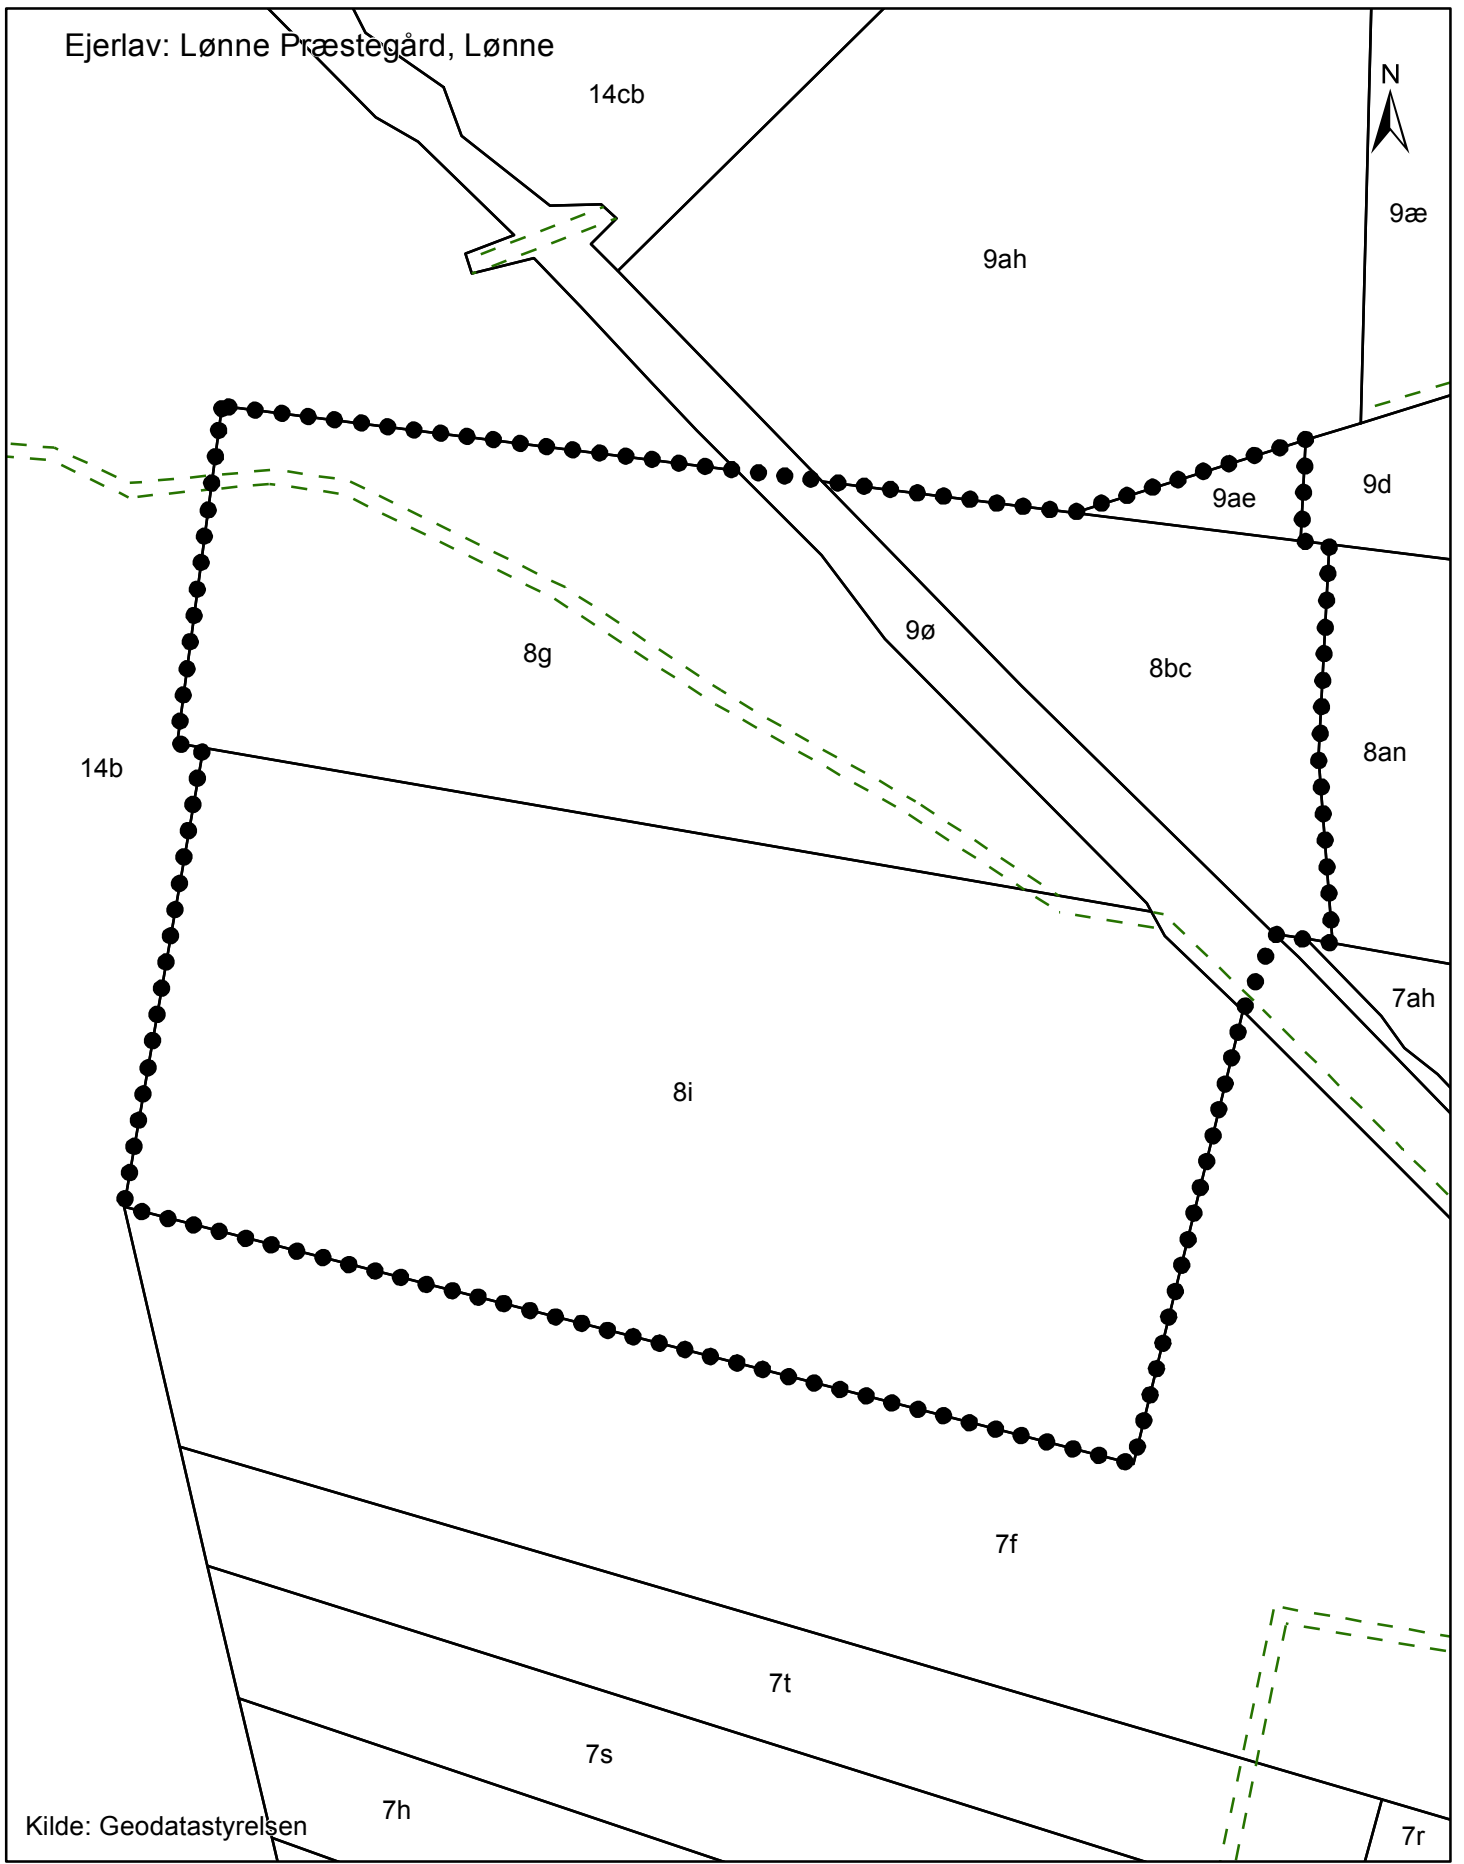 Ejerlav: Lønne Præstegård, Lønne
14cb
N
9æ
9ah
9ae
9d
9ø
8g
8bc
14b
8an
7ah
8i
7f
7t
7s
7h
Kilde: Geodatastyrelsen
7r